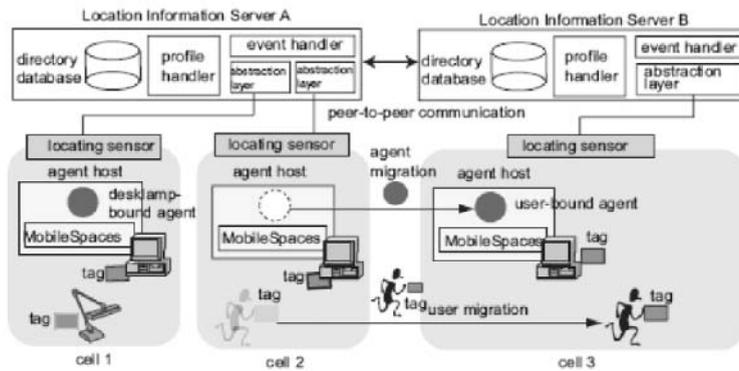 Location Information Server A
Location Information Server B
directory
database
profile
handler
event handler
abstraction
layer
abstraction
layer
directory
database
profile
handler
event handler
abstraction
layer
peer-to-peer communication
locating sensor
locating sensor
locating sensor
agent host
agent host
agent
migration
agent host
desklamp-
bound agent
user-bound agent
MobileSpaces
MobileSpaces
MobileSpaces
tag
tag
tag
tag
tag
tag
tag
user migration
cell 1
cell 2
cell 3